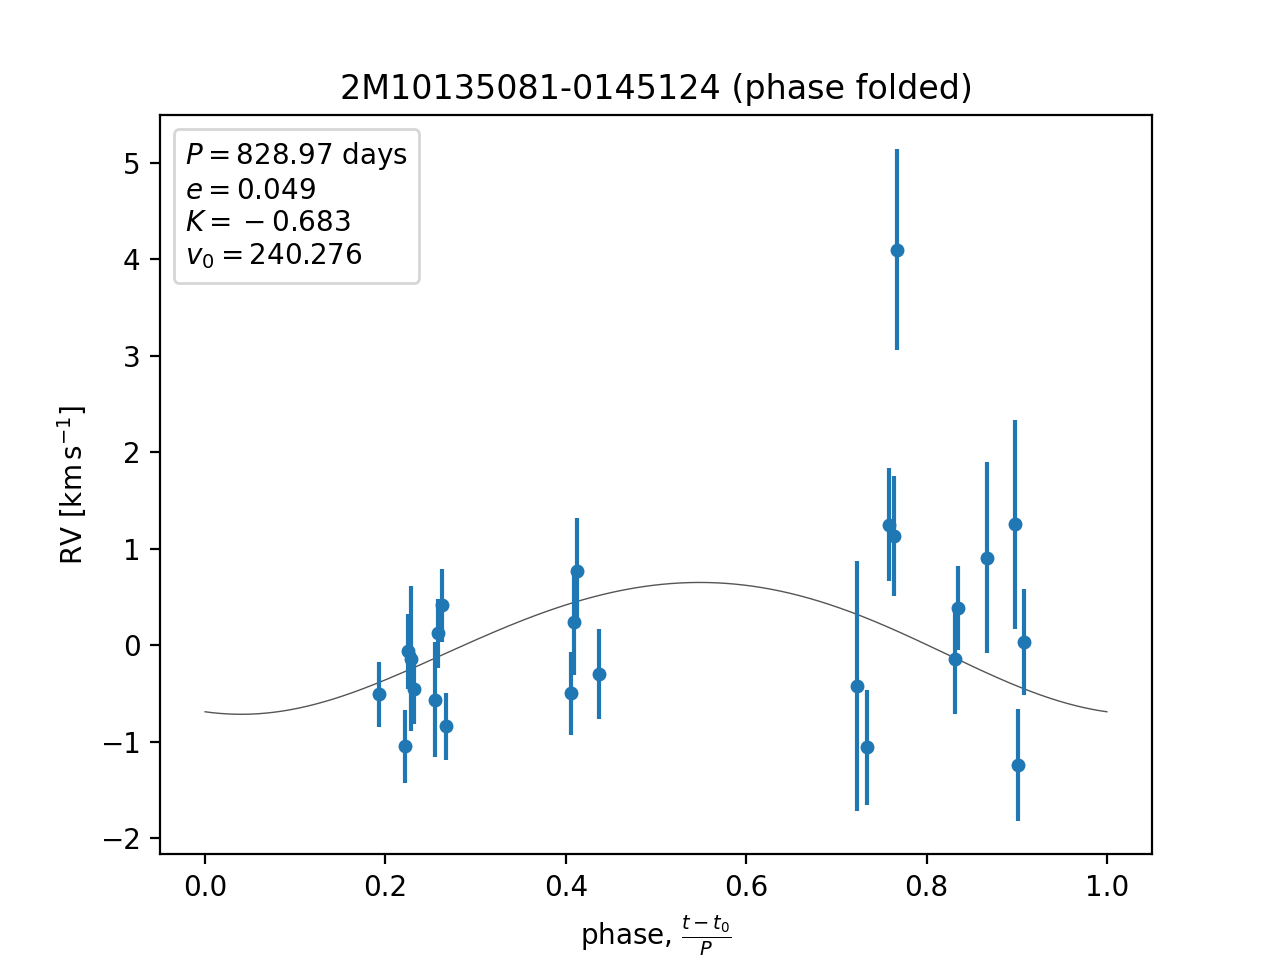 2M10135081-0145124 (phase folded)
P = 828.97 days
e = 0.049
K = −0.683
v₀ = 240.276
5
4
3
2
1
0
−1
−2
RV [km s⁻¹]
0.0 0.2 0.4 0.6 0.8 1.0
phase, (t − t₀)/P